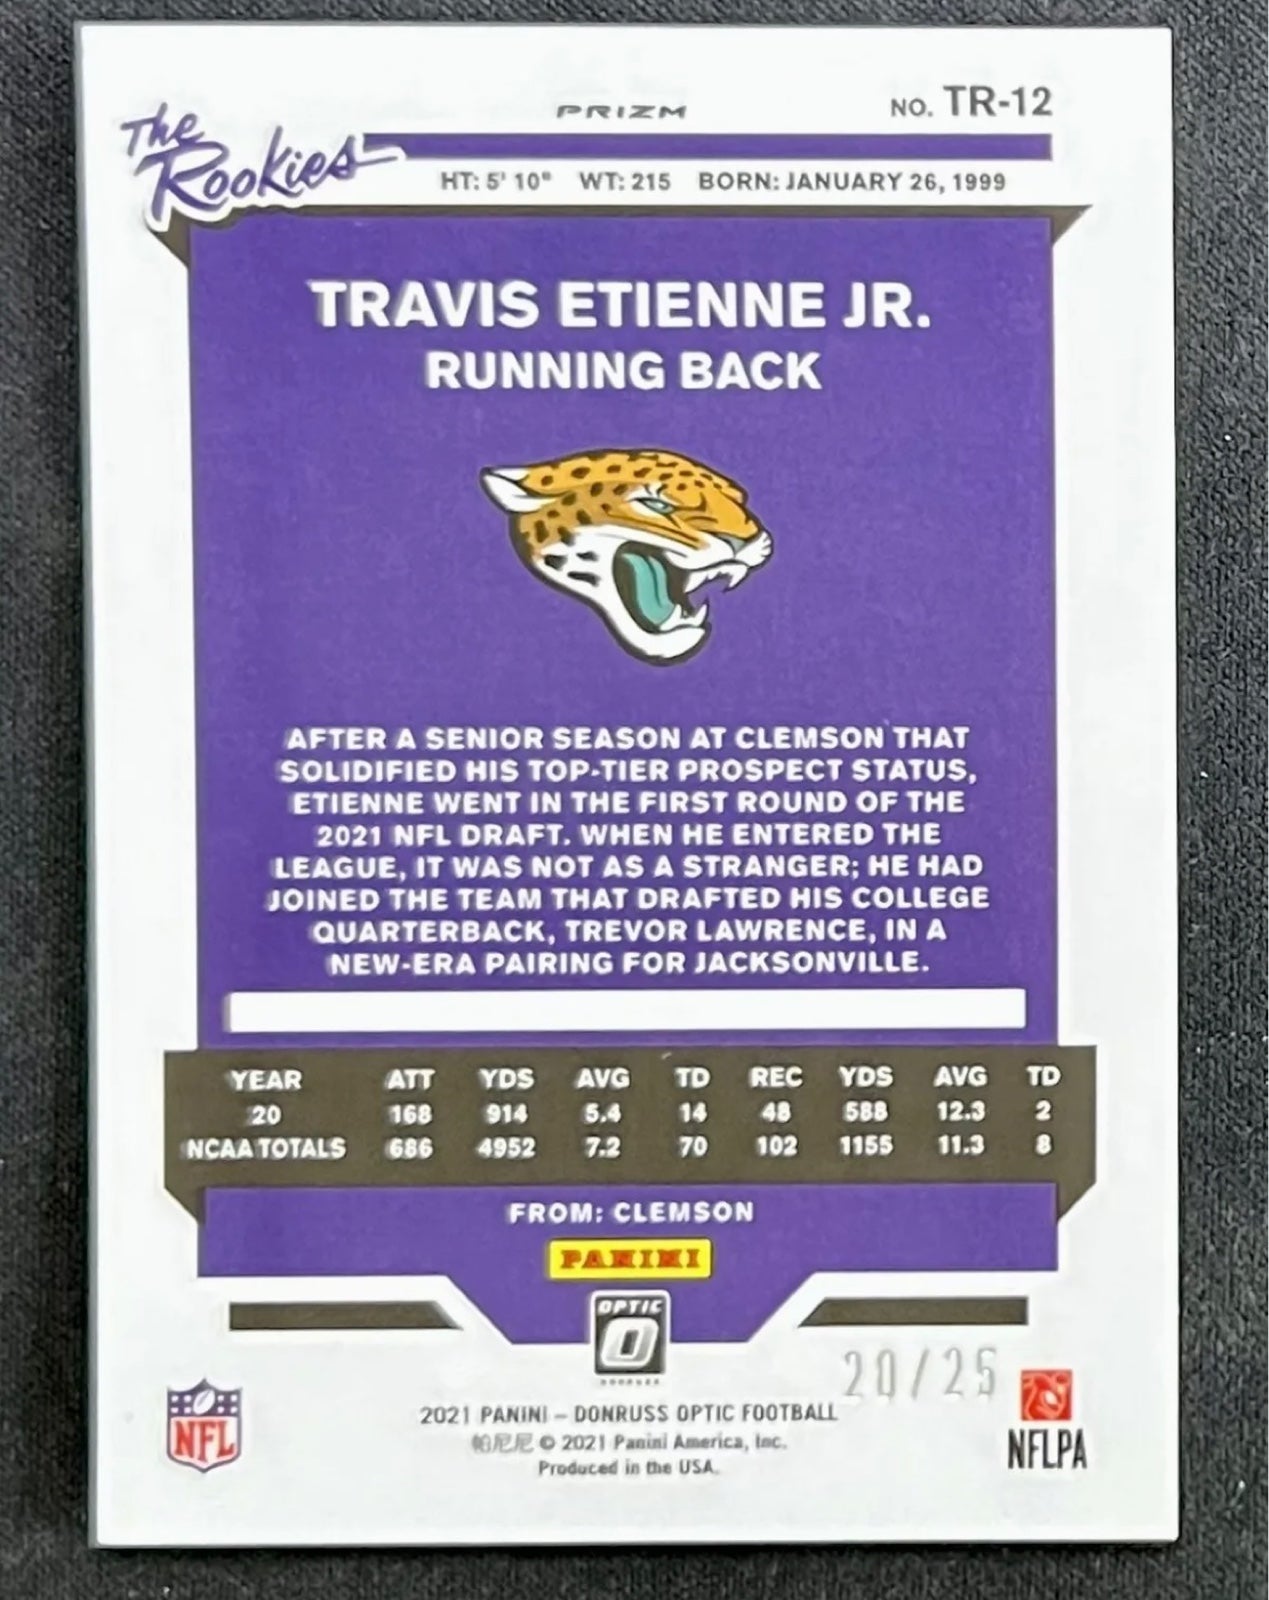 The
Rookies
PRIZM
NO. TR-12
HT: 5' 10" WT: 215 BORN: JANUARY 26, 1999
TRAVIS ETIENNE JR.
RUNNING BACK
AFTER A SENIOR SEASON AT CLEMSON THAT
SOLIDIFIED HIS TOP-TIER PROSPECT STATUS,
ETIENNE WENT IN THE FIRST ROUND OF THE
2021 NFL DRAFT. WHEN HE ENTERED THE
LEAGUE, IT WAS NOT AS A STRANGER; HE HAD
JOINED THE TEAM THAT DRAFTED HIS COLLEGE
QUARTERBACK, TREVOR LAWRENCE, IN A
NEW-ERA PAIRING FOR JACKSONVILLE.
YEAR ATT YDS AVG TD REC YDS AVG TD
20 168 914 5.4 14 48 588 12.3 2
NCAA TOTALS 686 4952 7.2 70 102 1155 11.3 8
FROM: CLEMSON
PANINI
OPTIC
DONRUSS
20/25
NFL
2021 PANINI – DONRUSS OPTIC FOOTBALL
帕尼尼 © 2021 Panini America, Inc.
Produced in the USA.
NFLPA